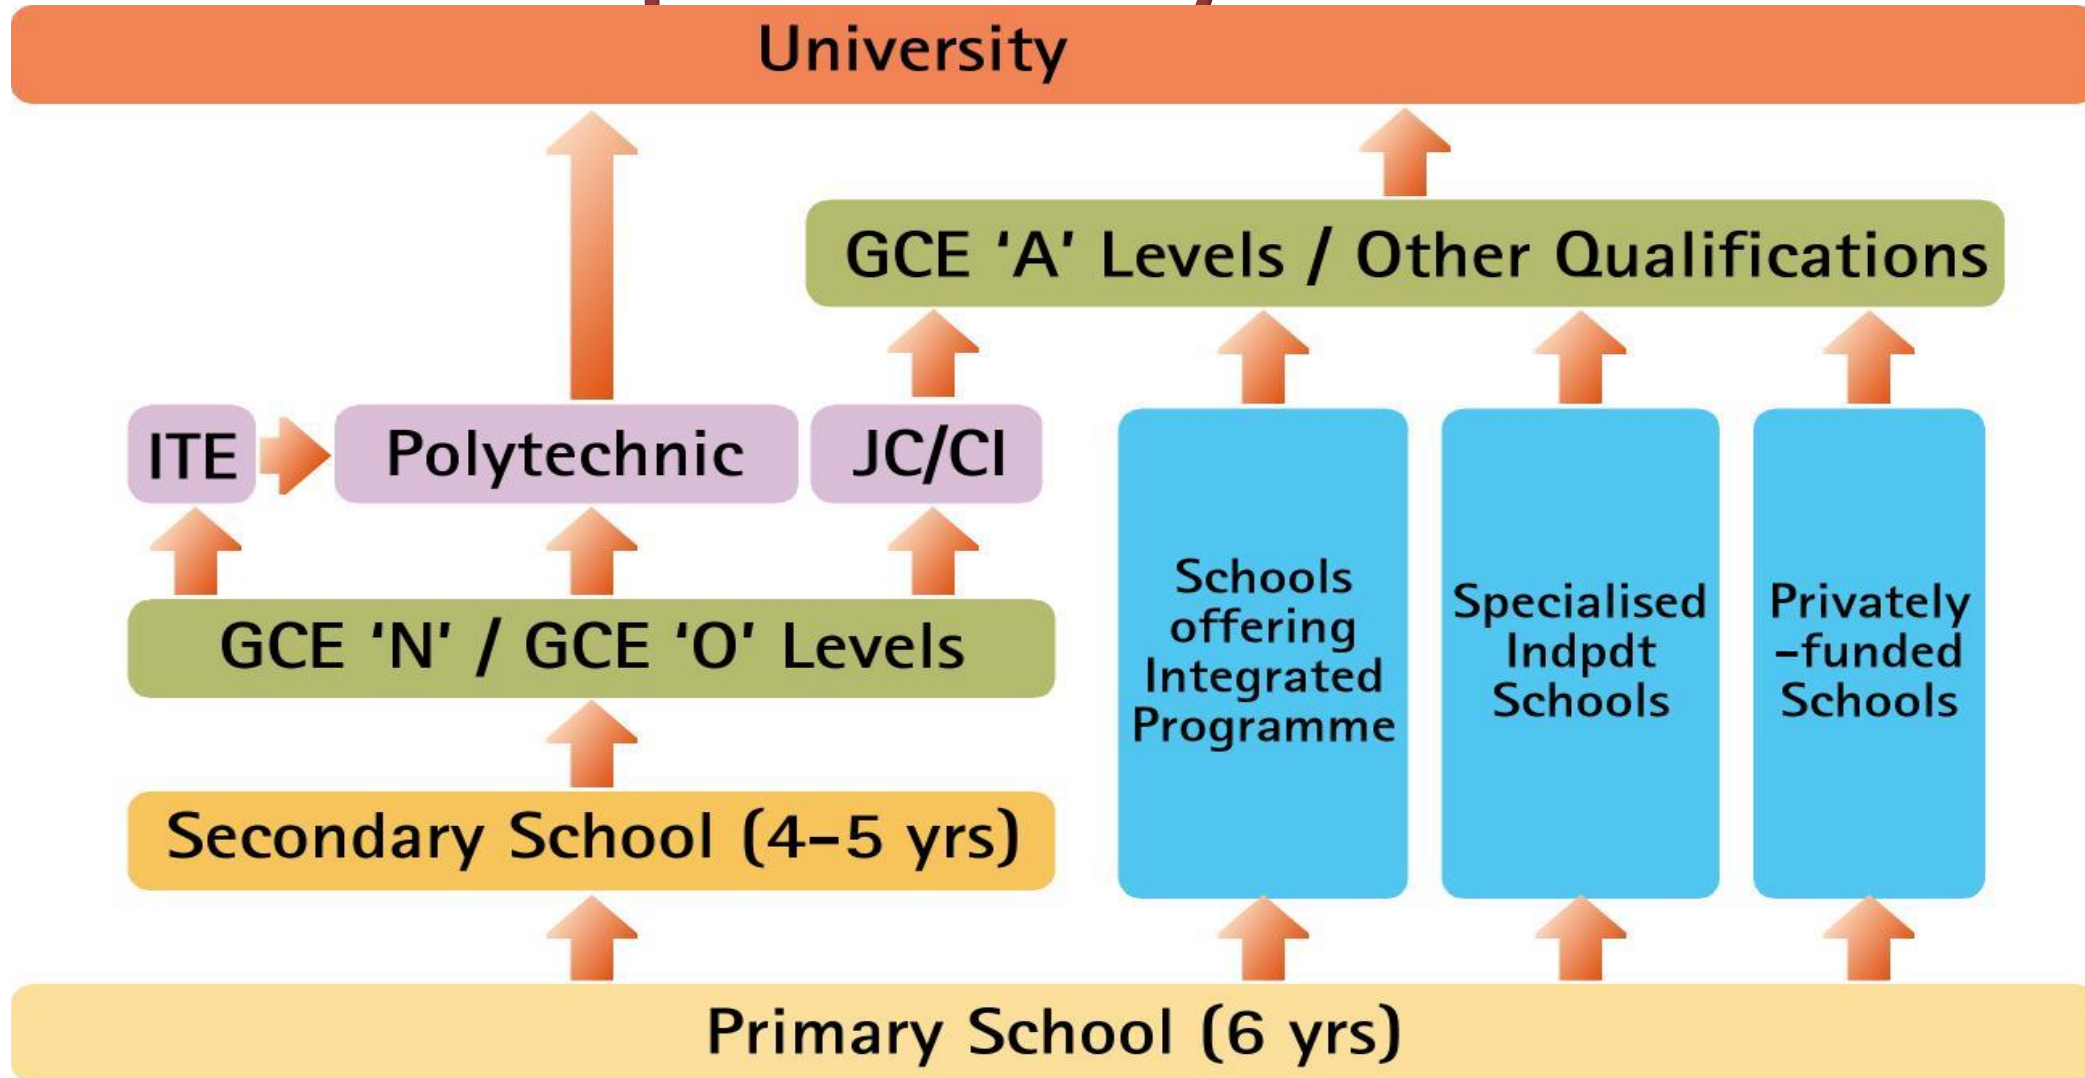 University
GCE ‘A’ Levels / Other Qualifications
ITE
Polytechnic
JC/CI
Schools
offering
Integrated
Programme
Specialised
Indpdt
Schools
Privately
-funded
Schools
GCE ‘N’ / GCE ‘O’ Levels
Secondary School (4-5 yrs)
Primary School (6 yrs)